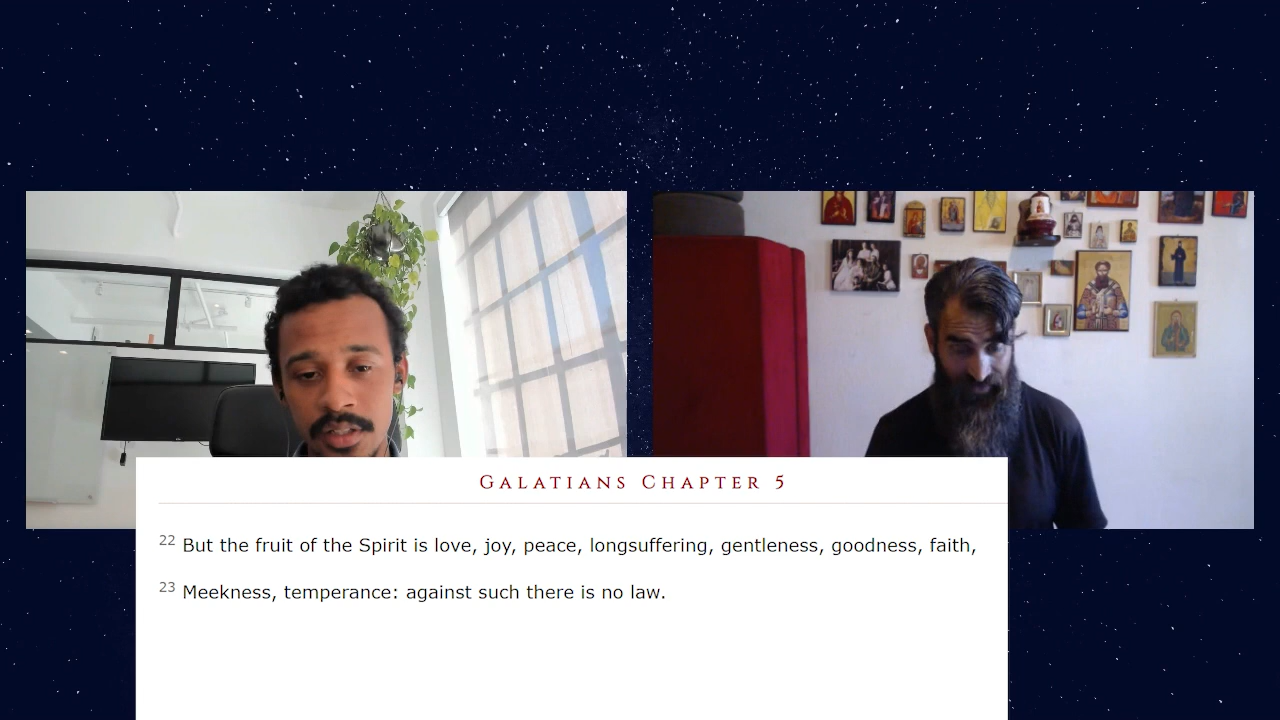 Galatians Chapter 5
22 But the fruit of the Spirit is love, joy, peace, longsuffering, gentleness, goodness, faith,
23 Meekness, temperance: against such there is no law.